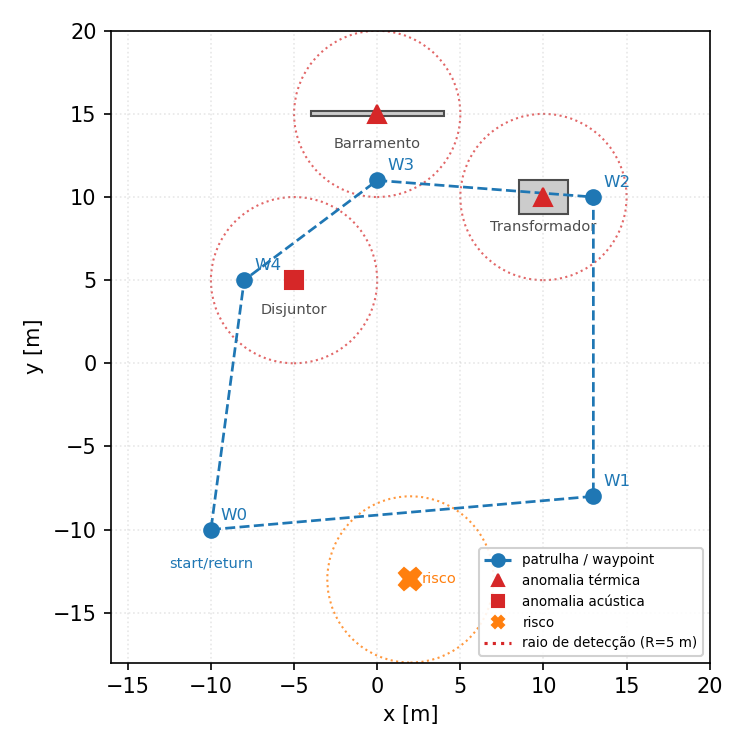 20
15
10
5
0
−5
−10
−15
y [m]
Barramento
W3
W2
Transformador
W4
Disjuntor
W1
W0
start/return
risco
patrulha / waypoint
anomalia térmica
anomalia acústica
risco
raio de detecção (R=5 m)
−15 −10 −5 0 5 10 15 20
x [m]